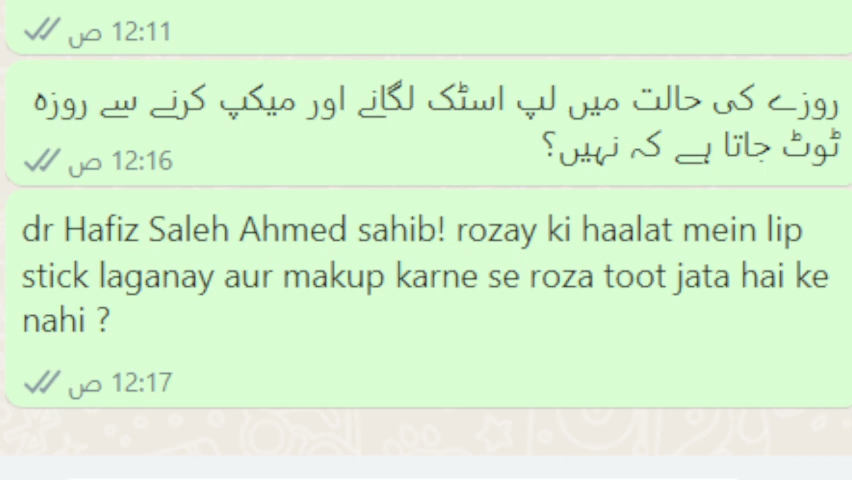 12:11 ص
روزے کی حالت میں لپ اسٹک لگانے اور میکپ کرنے سے روزہ
ٹوٹ جاتا ہے کہ نہیں؟
12:16 ص
dr Hafiz Saleh Ahmed sahib! rozay ki haalat mein lip
stick laganay aur makup karne se roza toot jata hai ke
nahi ?
12:17 ص